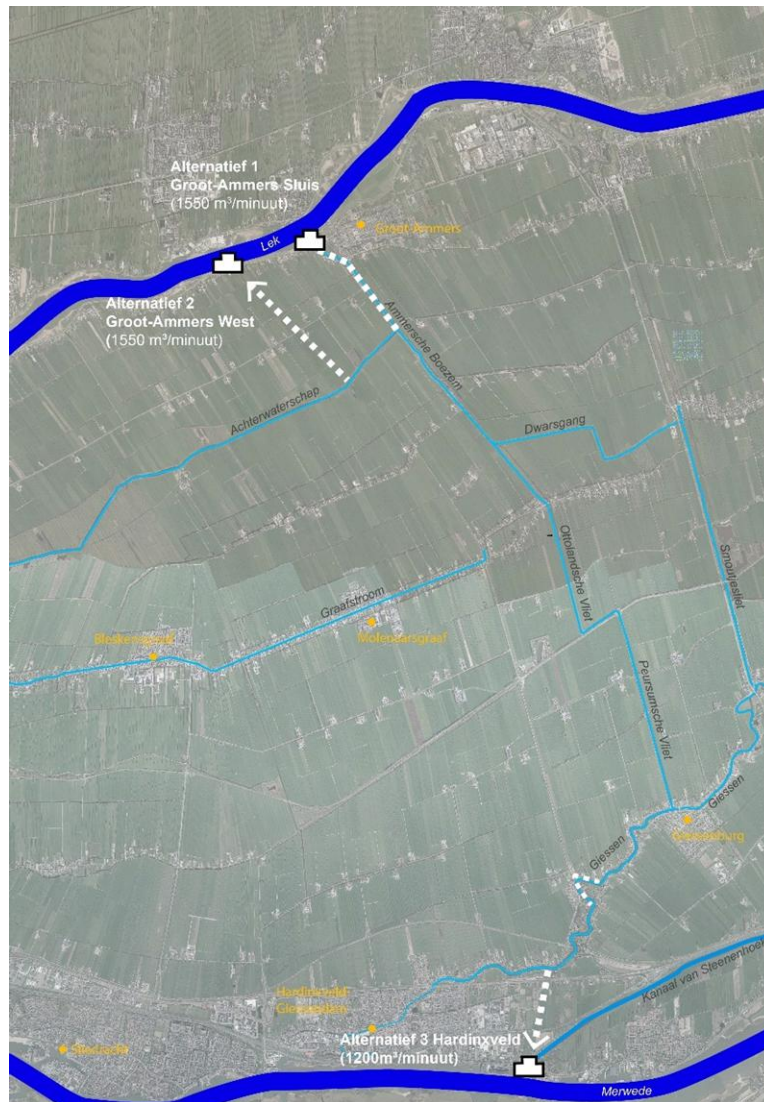 Alternatief 1
Groot-Ammers Sluis
(1550 m³/minuut)
Lek
Groot-Ammers
Alternatief 2
Groot-Ammers West
(1550 m³/minuut)
Ammersche Boezem
Achterwaterschep
Dwarsgang
Ottolandsche Vliet
Smoutjesvliet
Graafstroom
Bleskensgraaf
Molenaarsgraaf
Peursumsche Vliet
Giessen
Giessenburg
Giessen
Kanaal van Steenenhoek
Hardinxveld
Giessendam
Alternatief 3 Hardinxveld
(1200m³/minuut)
Sliedrecht
Merwede